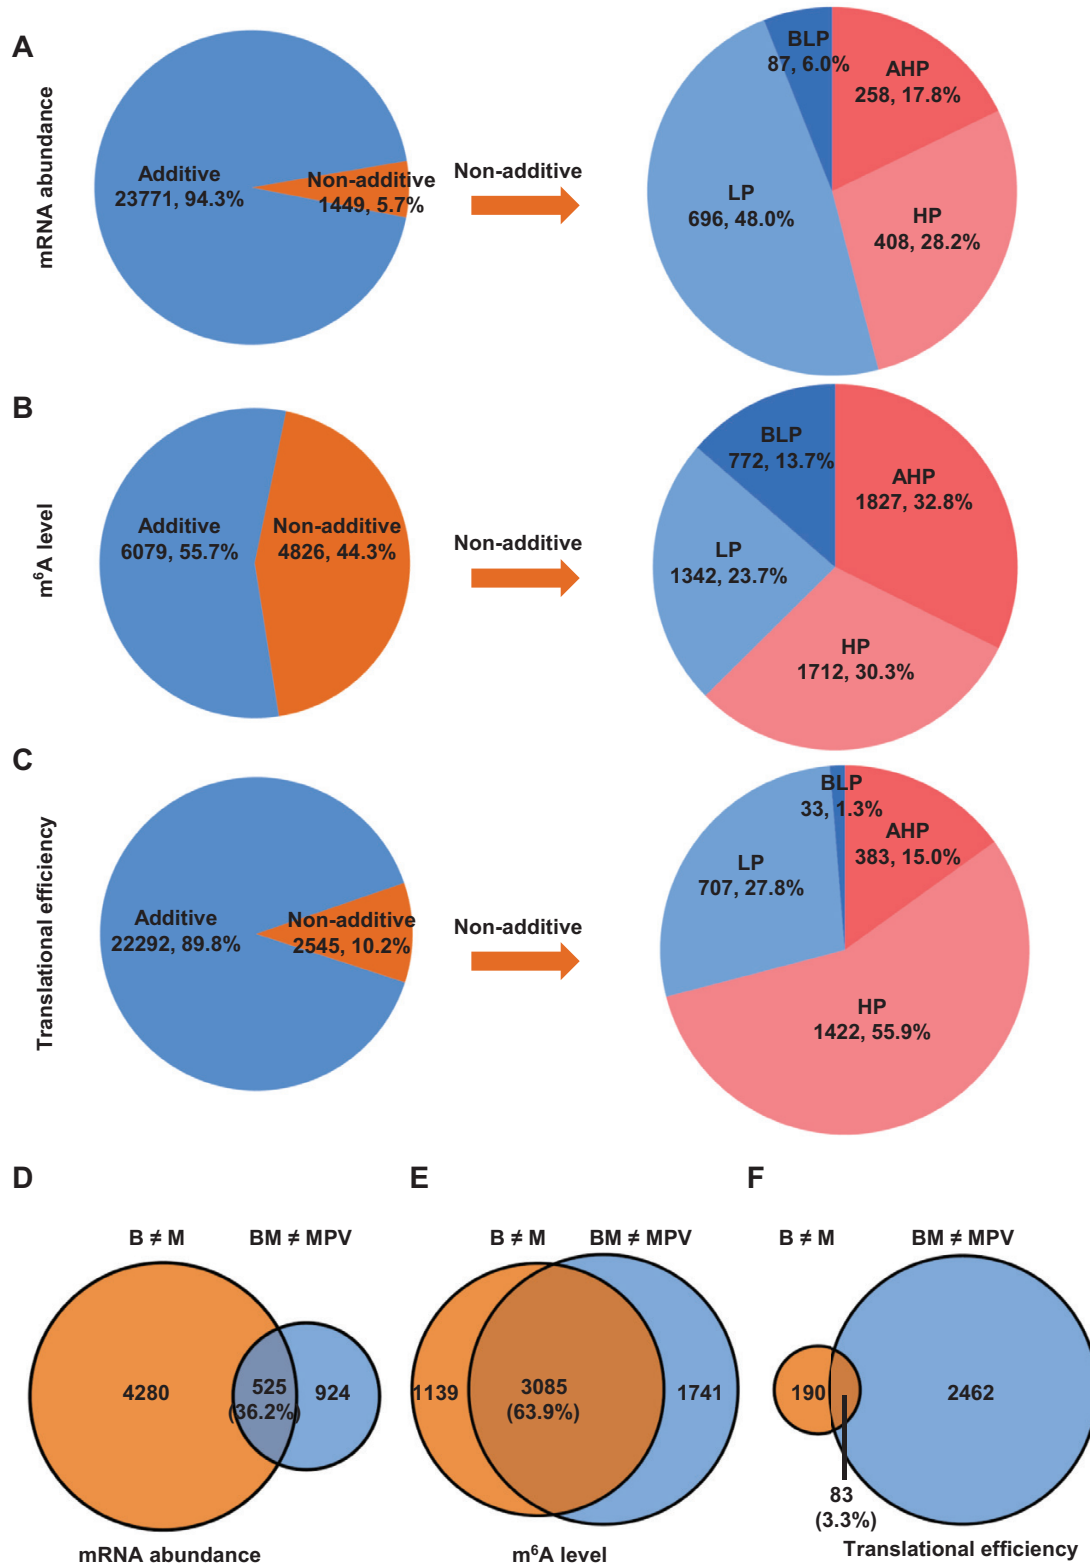 A
mRNA abundance
Additive
23771, 94.3%
Non-additive
1449, 5.7%
Non-additive
BLP
87, 6.0%
AHP
258, 17.8%
LP
696, 48.0%
HP
408, 28.2%
B
m⁶A level
Additive
6079, 55.7%
Non-additive
4826, 44.3%
Non-additive
BLP
772, 13.7%
AHP
1827, 32.8%
LP
1342, 23.7%
HP
1712, 30.3%
C
Translational efficiency
Additive
22292, 89.8%
Non-additive
2545, 10.2%
Non-additive
BLP
33, 1.3%
AHP
383, 15.0%
LP
707, 27.8%
HP
1422, 55.9%
D
B ≠ M
BM ≠ MPV
4280
525
(36.2%)
924
mRNA abundance
E
B ≠ M
BM ≠ MPV
1139
3085
(63.9%)
1741
m⁶A level
F
B ≠ M
BM ≠ MPV
190
2462
83
(3.3%)
Translational efficiency